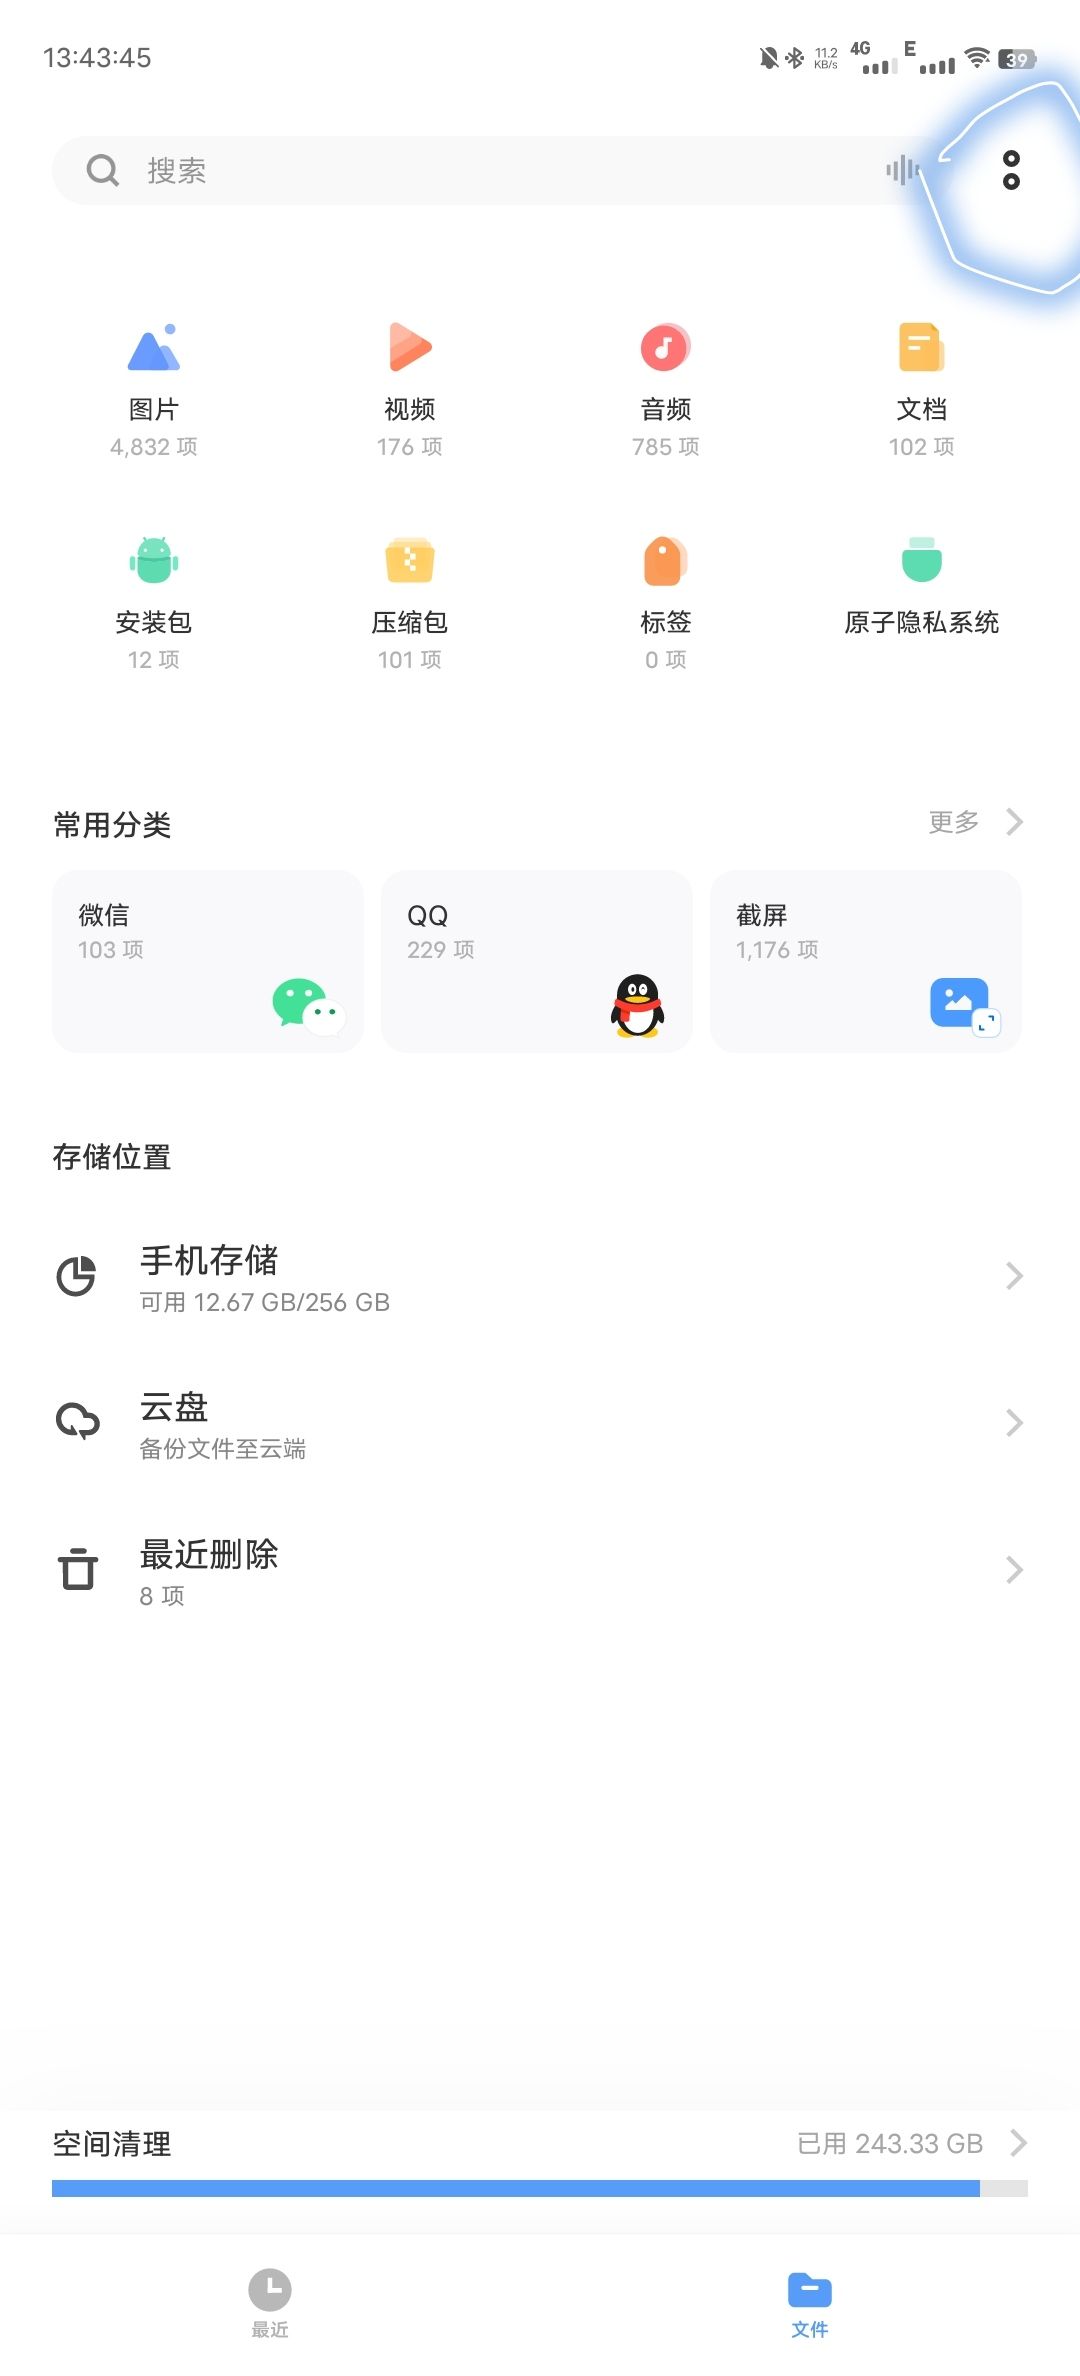 13:43:45
11.2 KB/s 4G E 39
搜索
图片 视频 音频 文档
4,832 项 176 项 785 项 102 项
安装包 压缩包 标签 原子隐私系统
12 项 101 项 0 项
常用分类 更多
微信 QQ 截屏
103 项 229 项 1,176 项
存储位置
手机存储
可用 12.67 GB/256 GB
云盘
备份文件至云端
最近删除
8 项
空间清理 已用 243.33 GB
最近 文件